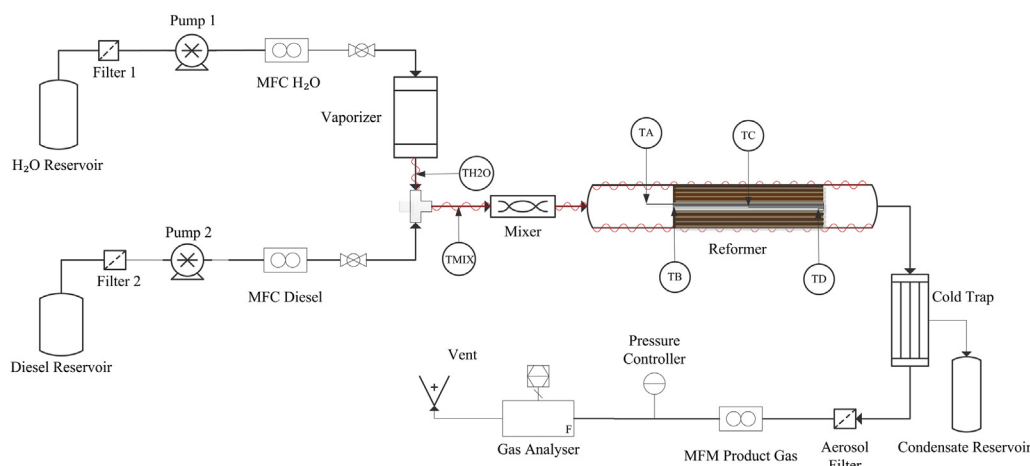 Pump 1
Filter 1
MFC H₂O
Vaporizer
H₂O Reservoir
TH2O
TA
TC
Mixer
Reformer
Pump 2
TMIX
TB
TD
Filter 2
MFC Diesel
Cold Trap
Diesel Reservoir
Vent
Pressure
Controller
F
Gas Analyser
MFM Product Gas
Aerosol
Filter
Condensate Reservoir